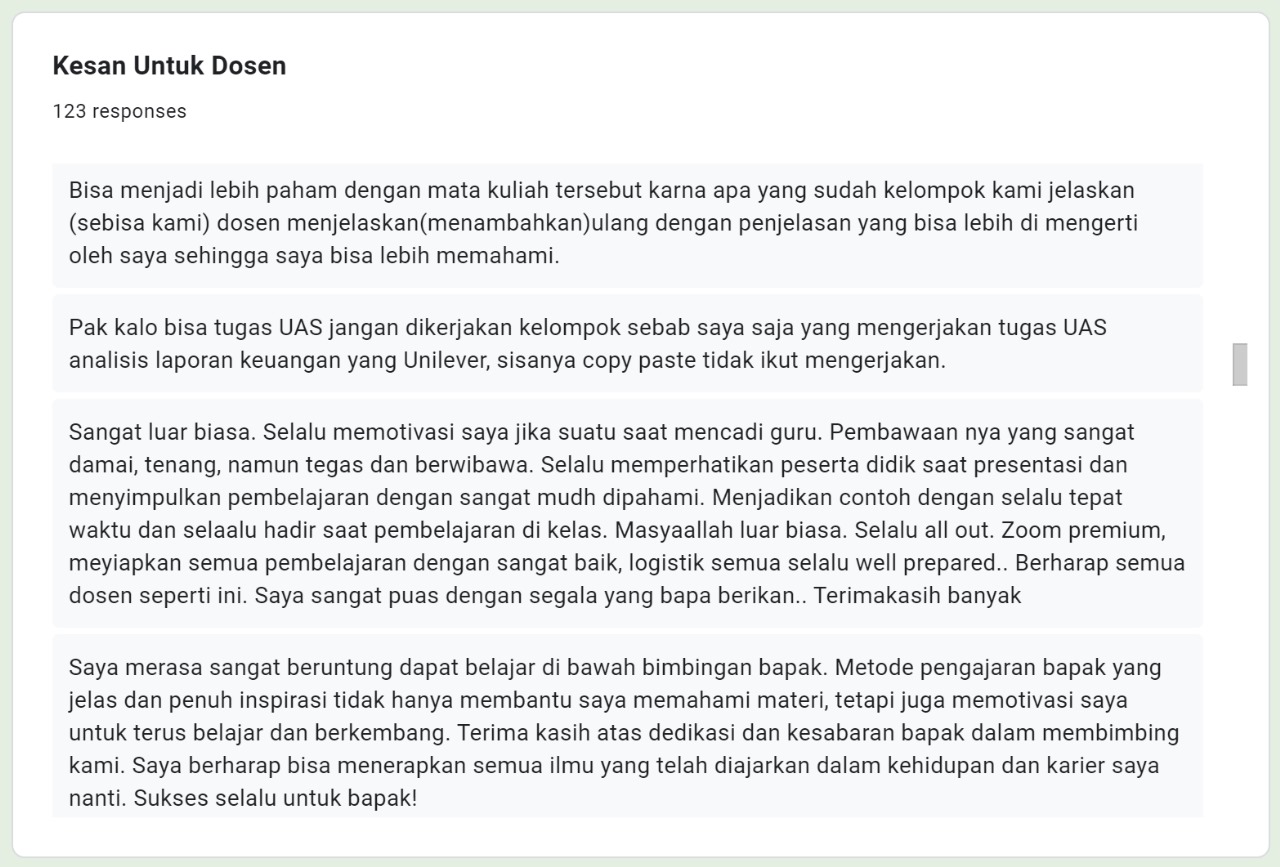 Kesan Untuk Dosen
123 responses
Bisa menjadi lebih paham dengan mata kuliah tersebut karna apa yang sudah kelompok kami jelaskan
(sebisa kami) dosen menjelaskan(menambahkan)ulang dengan penjelasan yang bisa lebih di mengerti
oleh saya sehingga saya bisa lebih memahami.
Pak kalo bisa tugas UAS jangan dikerjakan kelompok sebab saya saja yang mengerjakan tugas UAS
analisis laporan keuangan yang Unilever, sisanya copy paste tidak ikut mengerjakan.
Sangat luar biasa. Selalu memotivasi saya jika suatu saat mencadi guru. Pembawaan nya yang sangat
damai, tenang, namun tegas dan berwibawa. Selalu memperhatikan peserta didik saat presentasi dan
menyimpulkan pembelajaran dengan sangat mudh dipahami. Menjadikan contoh dengan selalu tepat
waktu dan selaalu hadir saat pembelajaran di kelas. Masyaallah luar biasa. Selalu all out. Zoom premium,
meyiapkan semua pembelajaran dengan sangat baik, logistik semua selalu well prepared.. Berharap semua
dosen seperti ini. Saya sangat puas dengan segala yang bapa berikan.. Terimakasih banyak
Saya merasa sangat beruntung dapat belajar di bawah bimbingan bapak. Metode pengajaran bapak yang
jelas dan penuh inspirasi tidak hanya membantu saya memahami materi, tetapi juga memotivasi saya
untuk terus belajar dan berkembang. Terima kasih atas dedikasi dan kesabaran bapak dalam membimbing
kami. Saya berharap bisa menerapkan semua ilmu yang telah diajarkan dalam kehidupan dan karier saya
nanti. Sukses selalu untuk bapak!